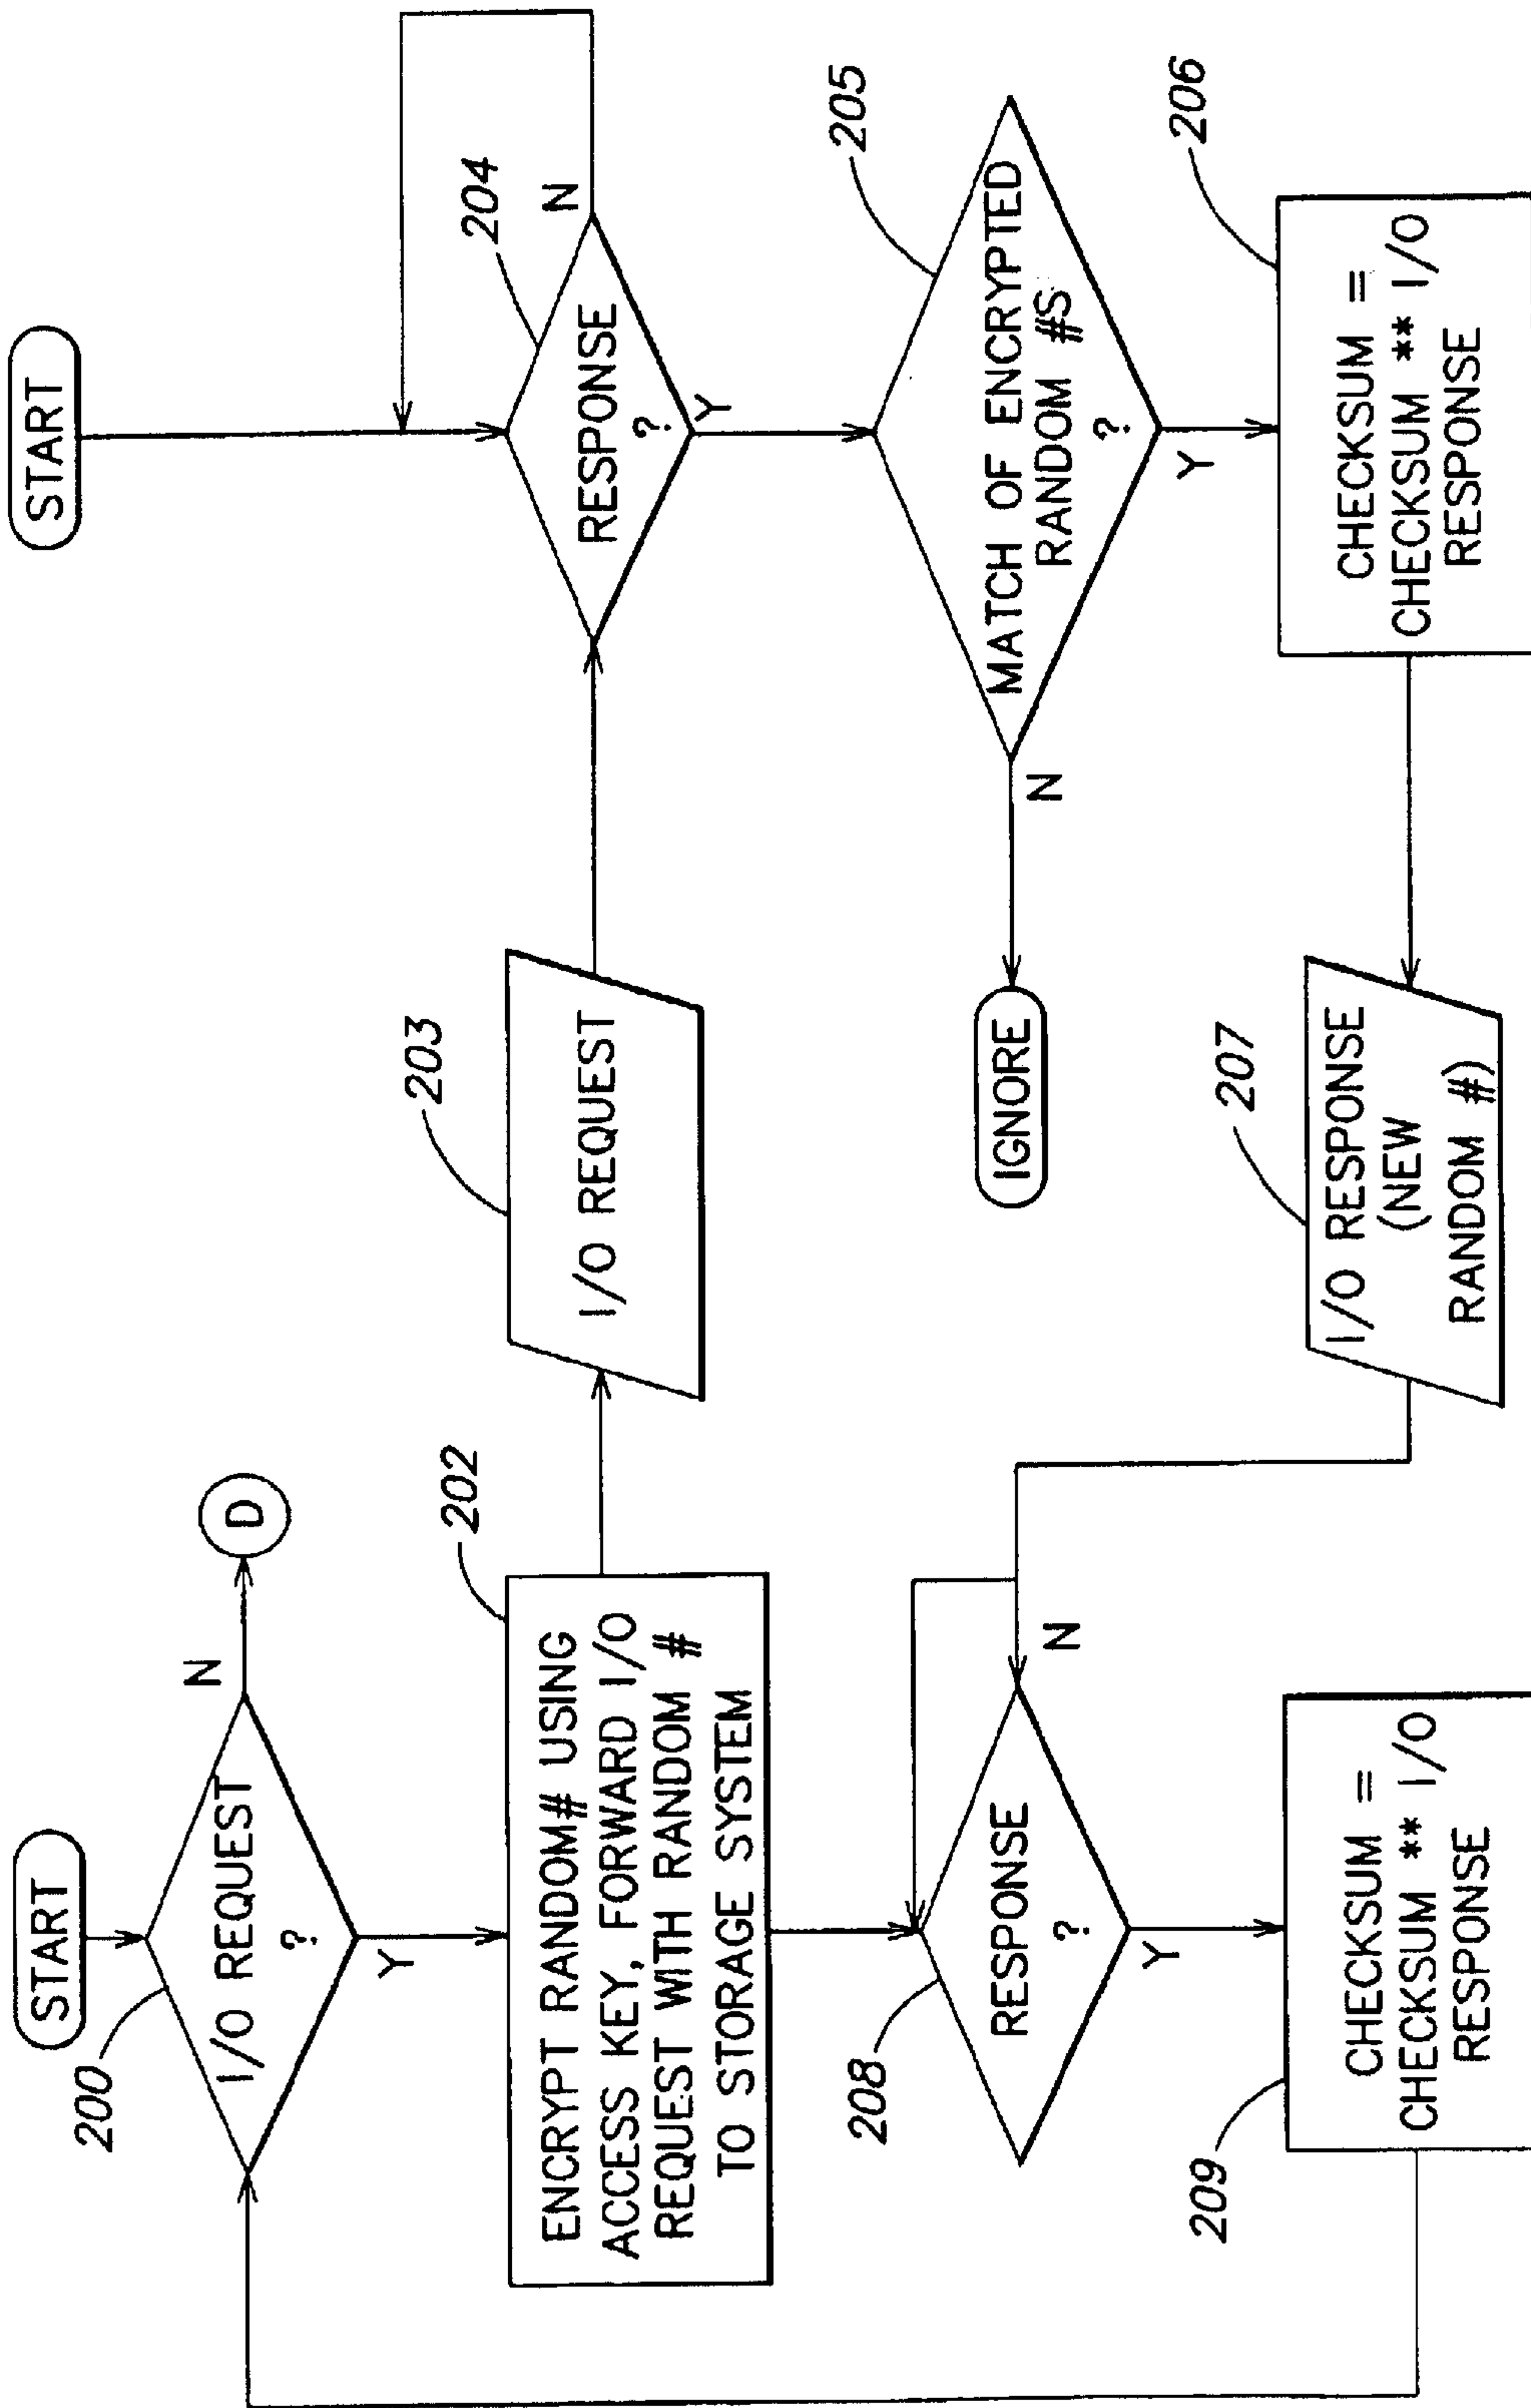 START
200
I/O REQUEST
?
N
D
Y
202
ENCRYPT RANDOM# USING
ACCESS KEY, FORWARD I/O
REQUEST WITH RANDOM #
TO STORAGE SYSTEM
203
I/O REQUEST
START
204
RESPONSE
?
N
Y
205
MATCH OF ENCRYPTED
RANDOM #S
?
N
IGNORE
Y
206
CHECKSUM =
CHECKSUM ** I/O
RESPONSE
207
I/O RESPONSE
(NEW
RANDOM #)
208
RESPONSE
?
N
Y
209
CHECKSUM =
CHECKSUM ** I/O
RESPONSE